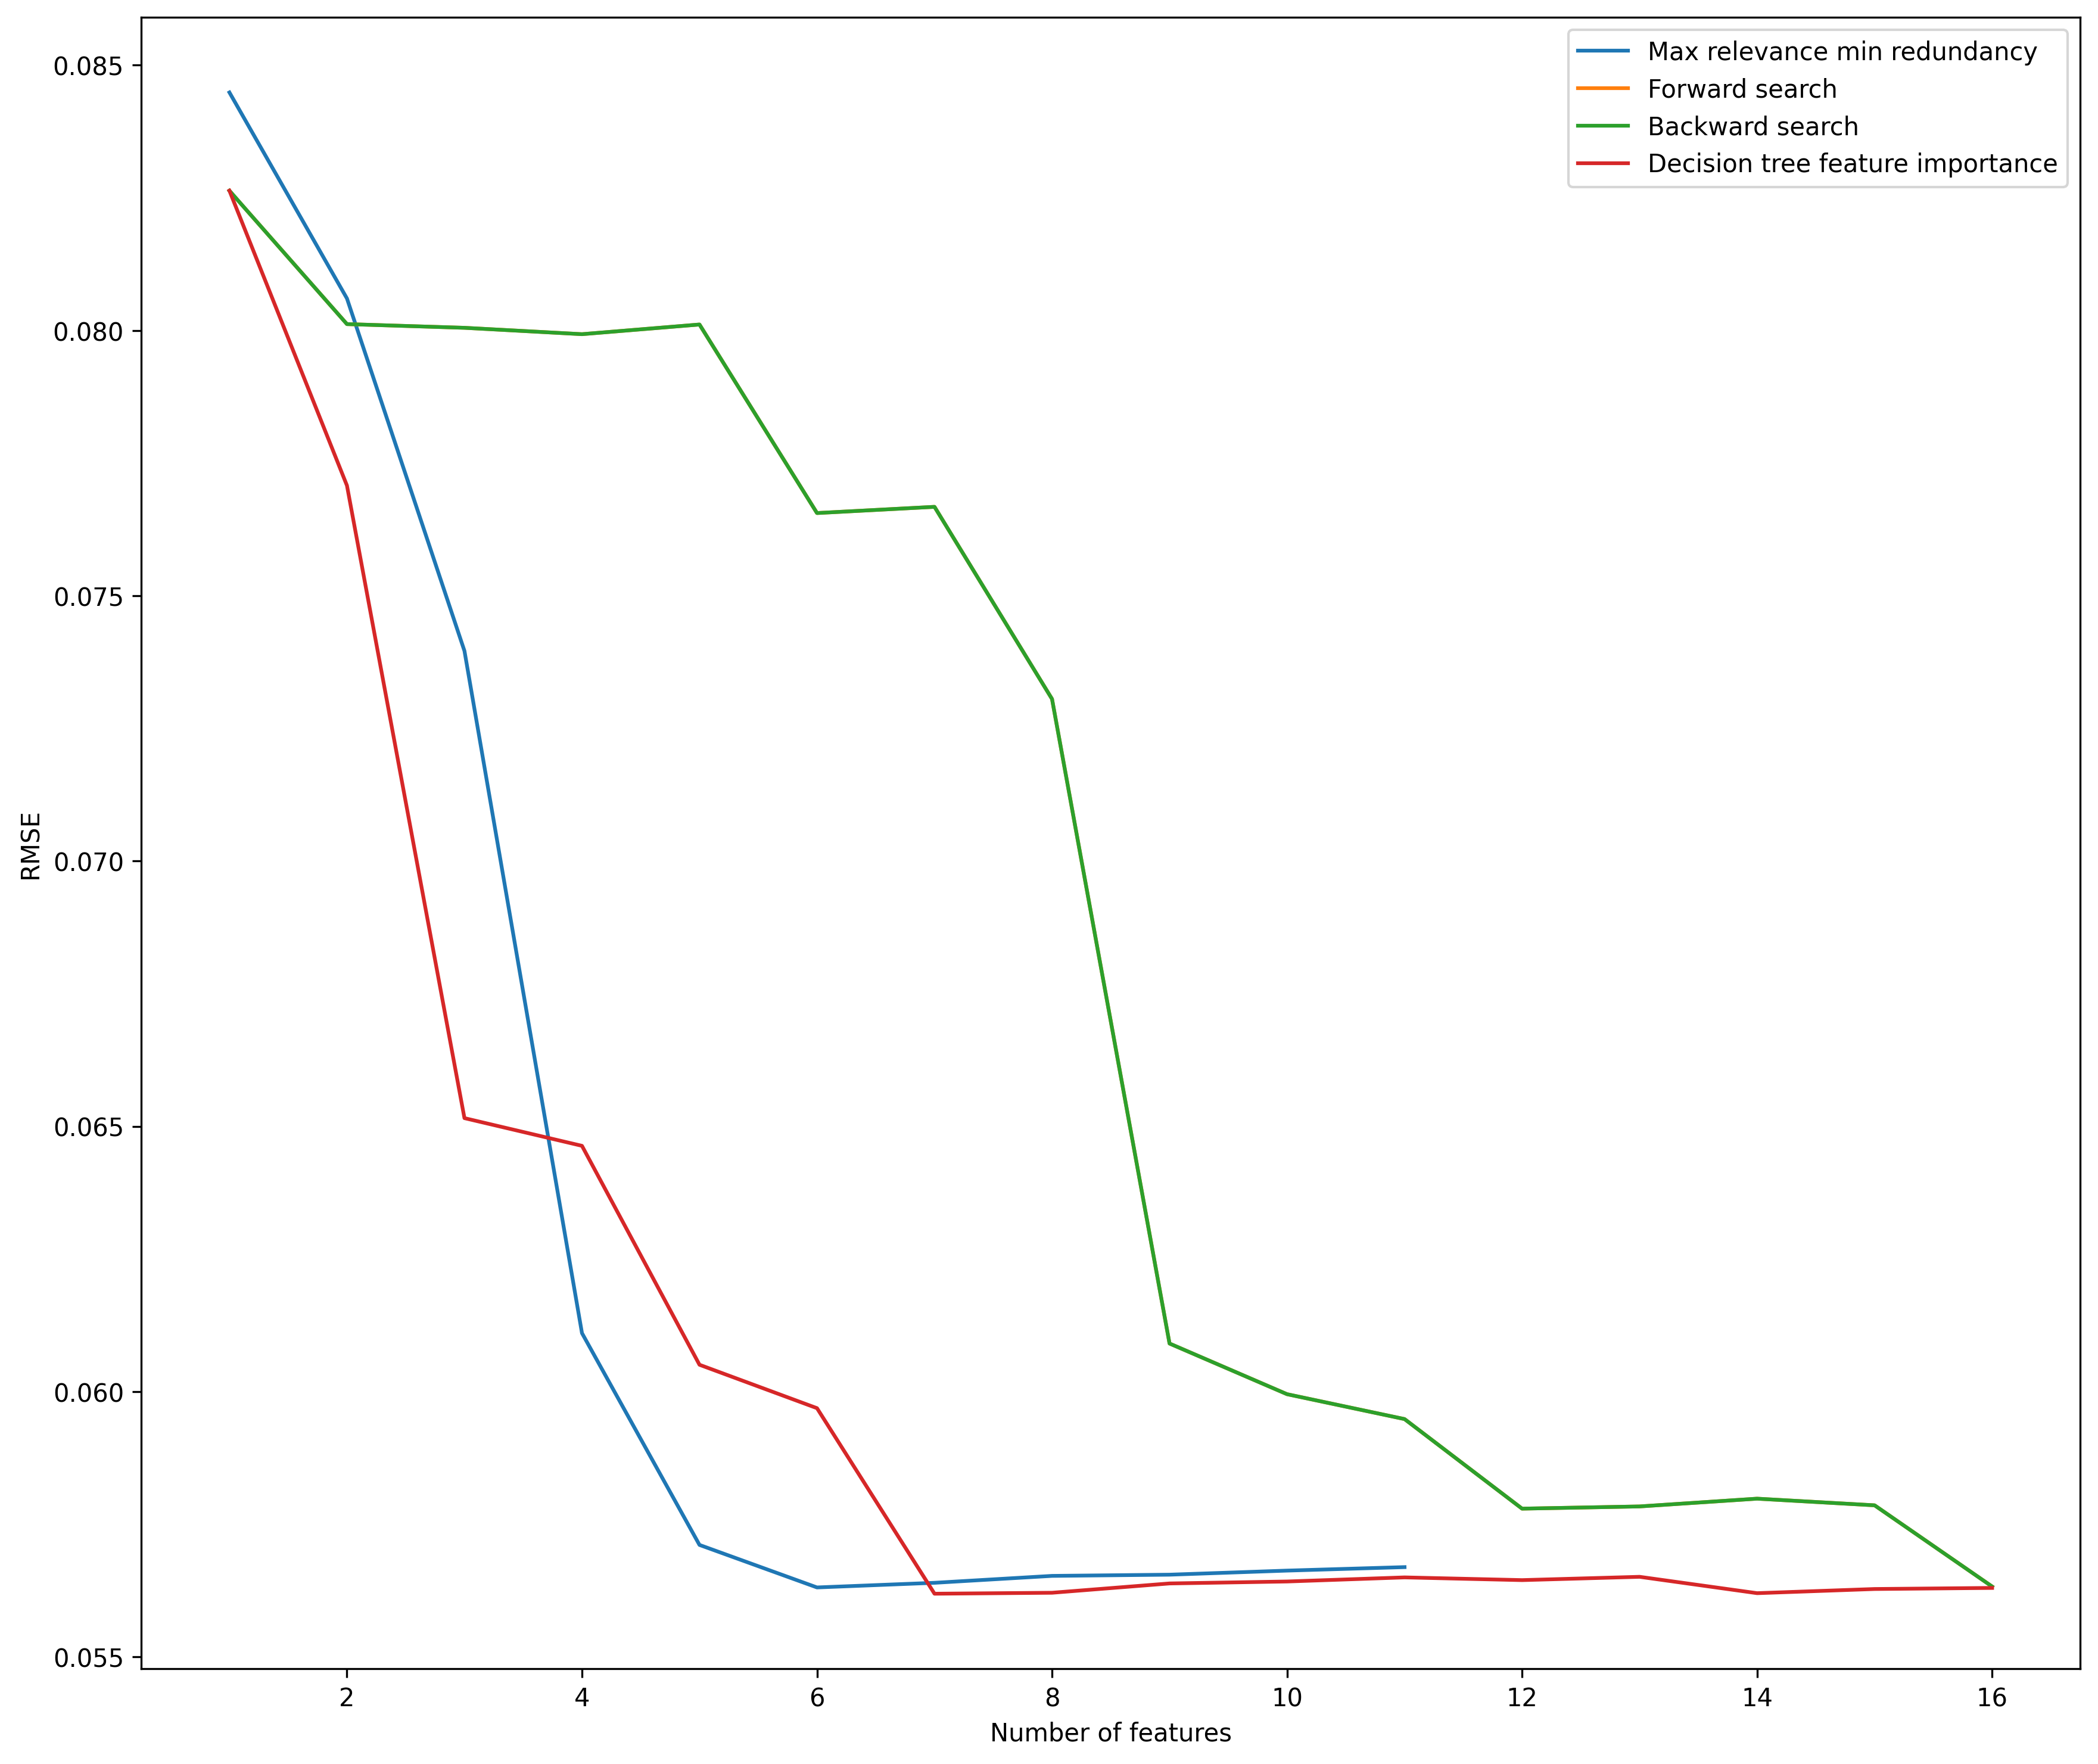 Max relevance min redundancy
Forward search
Backward search
Decision tree feature importance
0.085
0.080
0.075
0.070
0.065
0.060
0.055
RMSE
2 4 6 8 10 12 14 16
Number of features